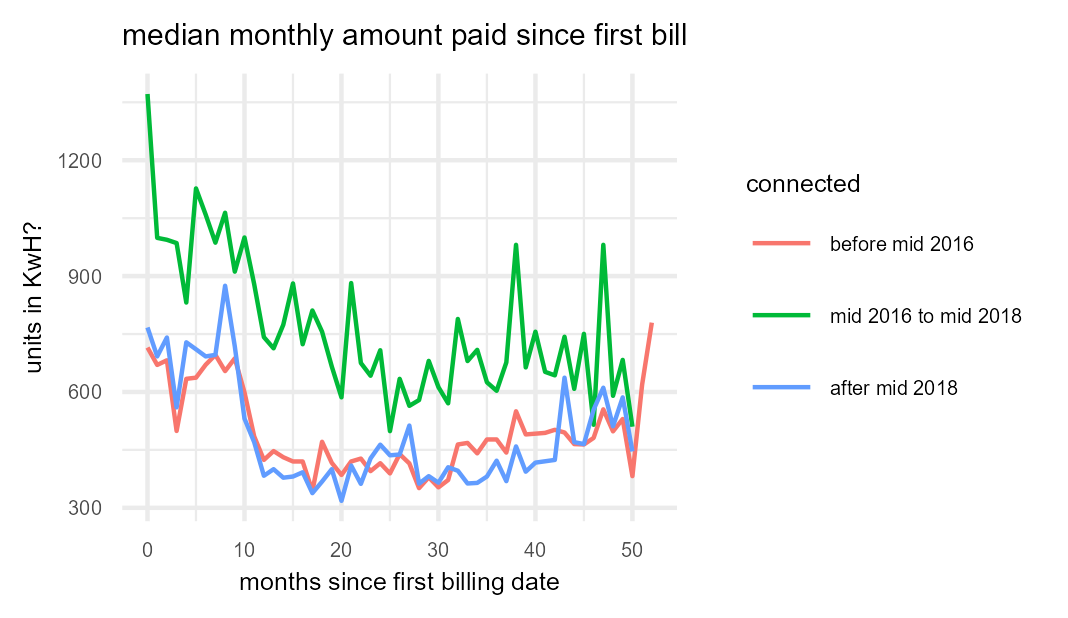 median monthly amount paid since first bill
units in KwH?
1200
900
600
300
0 10 20 30 40 50
months since first billing date
connected
before mid 2016
mid 2016 to mid 2018
after mid 2018